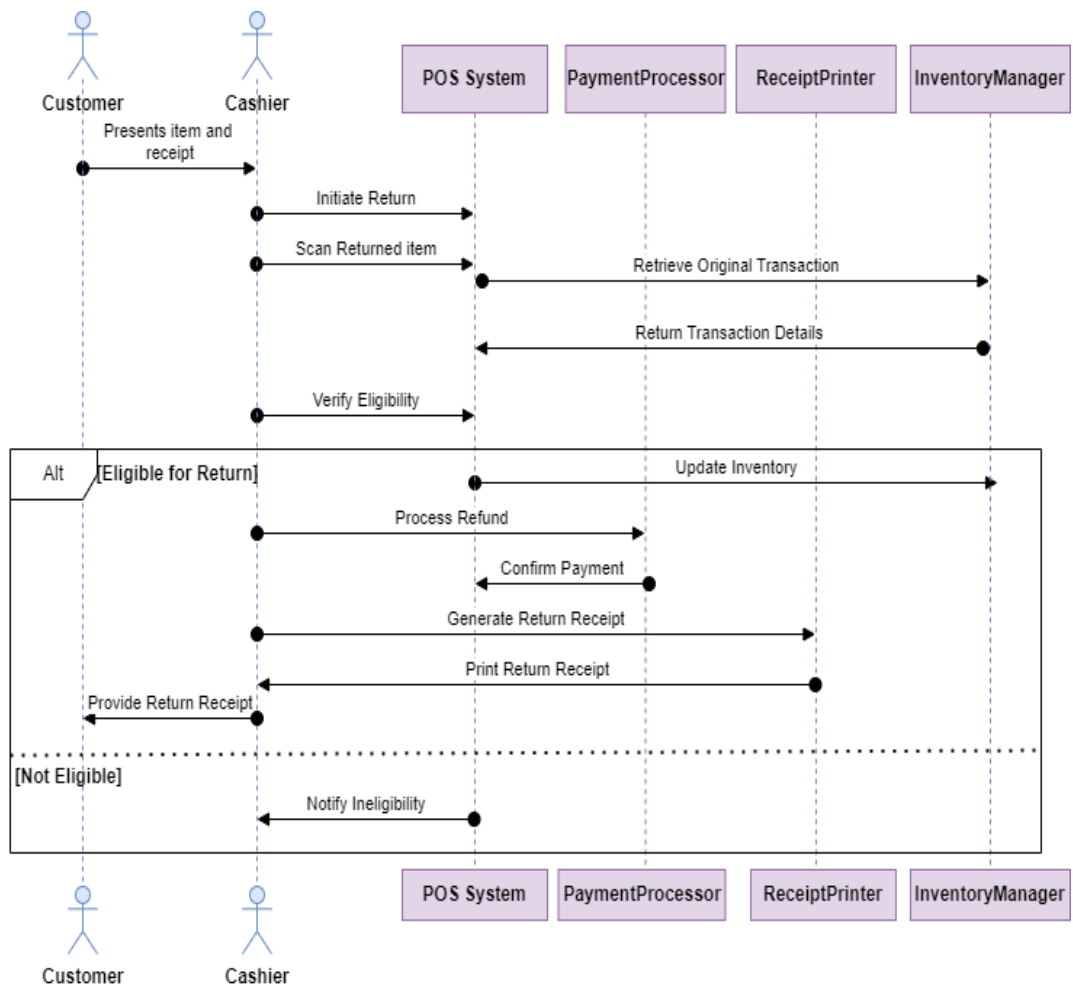 POS System
PaymentProcessor
ReceiptPrinter
InventoryManager
Customer
Cashier
Presents item and
receipt
Initiate Return
Scan Returned item
Retrieve Original Transaction
Return Transaction Details
Verify Eligibility
Alt
[Eligible for Return]
Update Inventory
Process Refund
Confirm Payment
Generate Return Receipt
Print Return Receipt
Provide Return Receipt
[Not Eligible]
Notify Ineligibility
POS System
PaymentProcessor
ReceiptPrinter
InventoryManager
Customer
Cashier